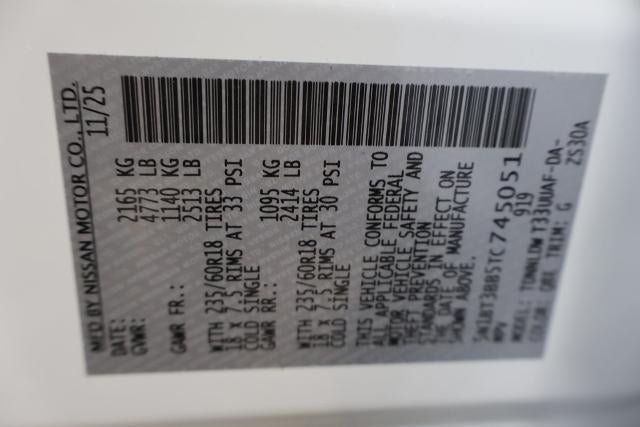 MFD BY NISSAN MOTOR CO., LTD.
DATE: 11/25
GVWR: 2165 KG
4773 LB
GAWR FR.: 1140 KG
2513 LB
WITH 235/60R18 TIRES
18 x 7.5 RIMS AT 33 PSI
COLD SINGLE
GAWR RR.: 1095 KG
2414 LB
WITH 235/60R18 TIRES
18 x 7.5 RIMS AT 30 PSI
COLD SINGLE
THIS VEHICLE CONFORMS TO
ALL APPLICABLE FEDERAL
MOTOR VEHICLE SAFETY AND
THEFT PREVENTION
STANDARDS IN EFFECT ON
THE DATE OF MANUFACTURE
SHOWN ABOVE.
745051
MPV 919
MODEL: T33UUAF-DA-
COLOR: QBE TRIM: G ZS30A